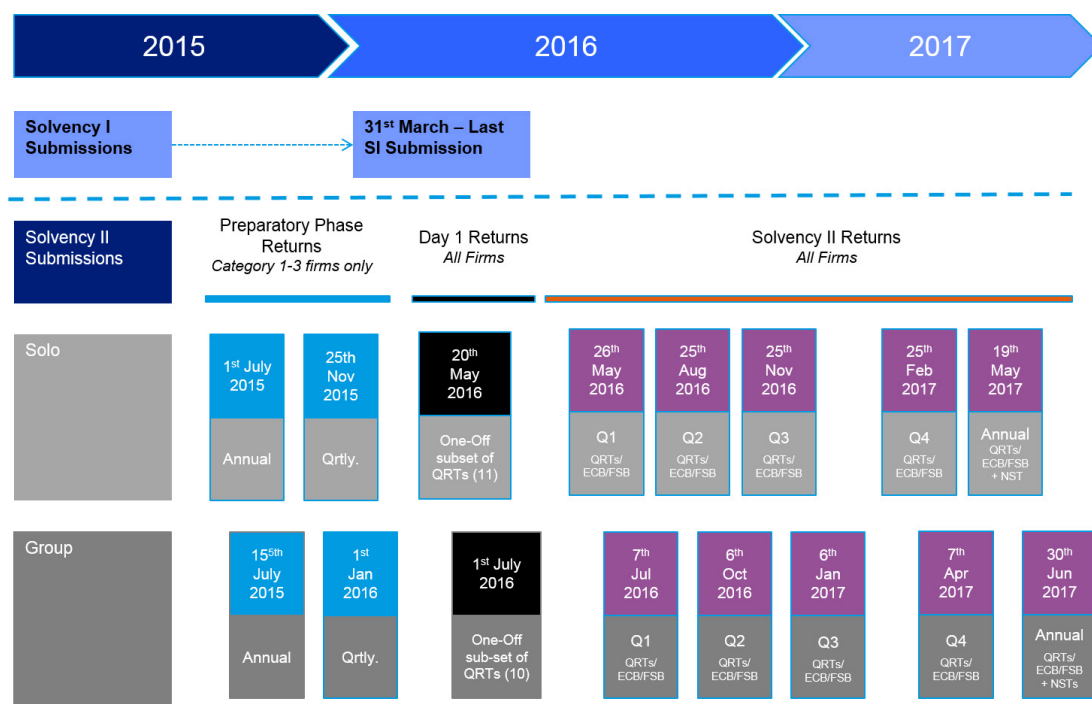 2015
2016
2017
Solvency I
Submissions
31st March – Last
SI Submission
Solvency II
Submissions
Preparatory Phase
Returns
Category 1-3 firms only
Day 1 Returns
All Firms
Solvency II Returns
All Firms
Solo
1st July
2015
Annual
25th
Nov
2015
Qrtly.
20th
May
2016
One-Off
subset of
QRTs (11)
26th
May
2016
Q1
QRTs/
ECB/FSB
25th
Aug
2016
Q2
QRTs/
ECB/FSB
25th
Nov
2016
Q3
QRTs/
ECB/FSB
25th
Feb
2017
Q4
QRTs/
ECB/FSB
19th
May
2017
Annual
QRTs/
ECB/FSB
+ NST
Group
155th
July
2015
Annual
1st
Jan
2016
Qrtly.
1st July
2016
One-Off
sub-set of
QRTs (10)
7th
Jul
2016
Q1
QRTs/
ECB/FSB
6th
Oct
2016
Q2
QRTs/
ECB/FSB
6th
Jan
2017
Q3
QRTs/
ECB/FSB
7th
Apr
2017
Q4
QRTs/
ECB/FSB
30th
Jun
2017
Annual
QRTs/
ECB/FSB
+ NSTs